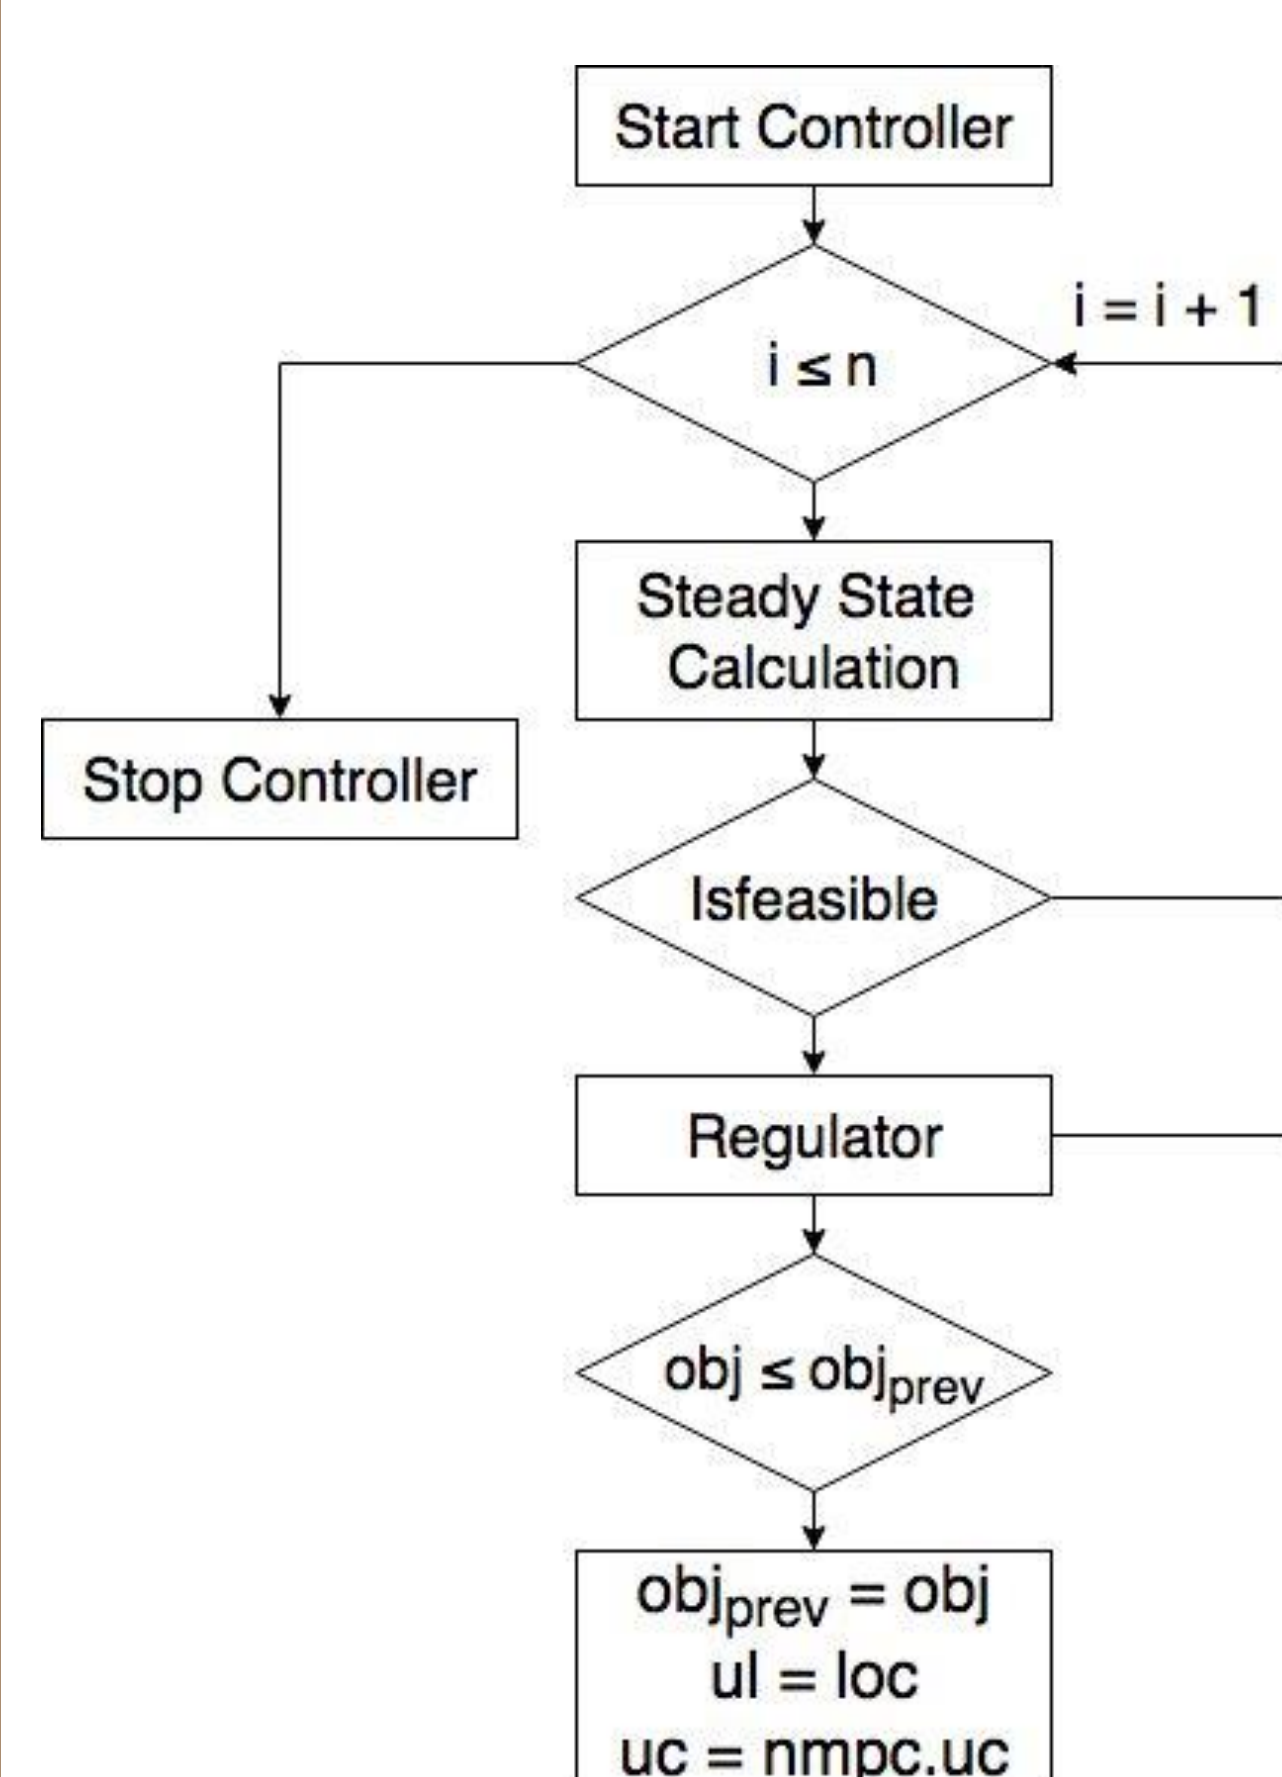 Start Controller
i = i + 1
i ≤ n
Steady State
Calculation
Stop Controller
Isfeasible
Regulator
obj ≤ objprev
objprev = obj
ul = loc
uc = nmpc.uc